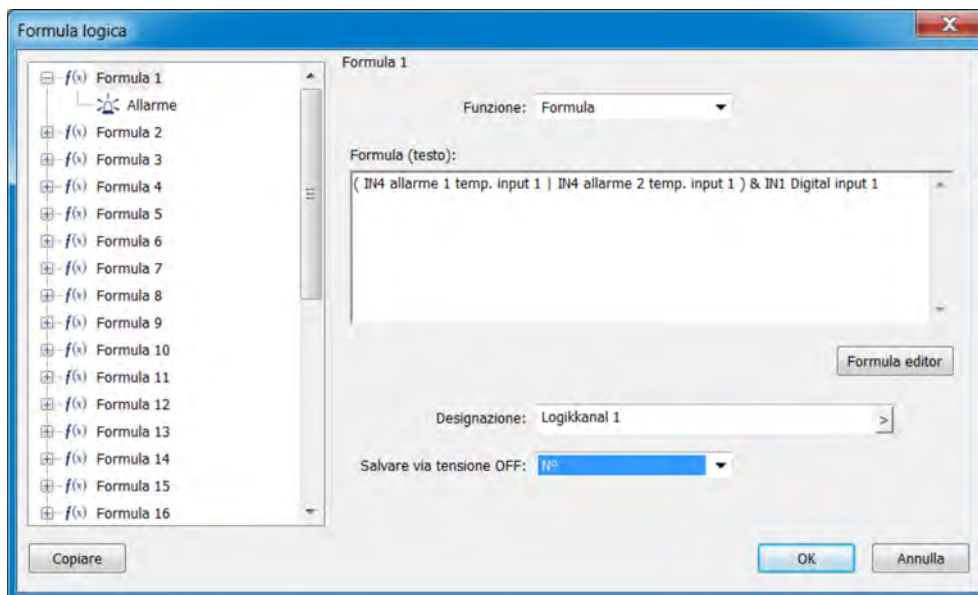 Formula logica
f(x) Formula 1
Allarme
f(x) Formula 2
f(x) Formula 3
f(x) Formula 4
f(x) Formula 5
f(x) Formula 6
f(x) Formula 7
f(x) Formula 8
f(x) Formula 9
f(x) Formula 10
f(x) Formula 11
f(x) Formula 12
f(x) Formula 13
f(x) Formula 14
f(x) Formula 15
f(x) Formula 16
Formula 1
Funzione: Formula
Formula (testo):
( IN4 allarme 1 temp. input 1 | IN4 allarme 2 temp. input 1 ) & IN1 Digital input 1
Formula editor
Designazione: Logikkanal 1 >
Salvare via tensione OFF: Nº
Copiare
OK
Annulla